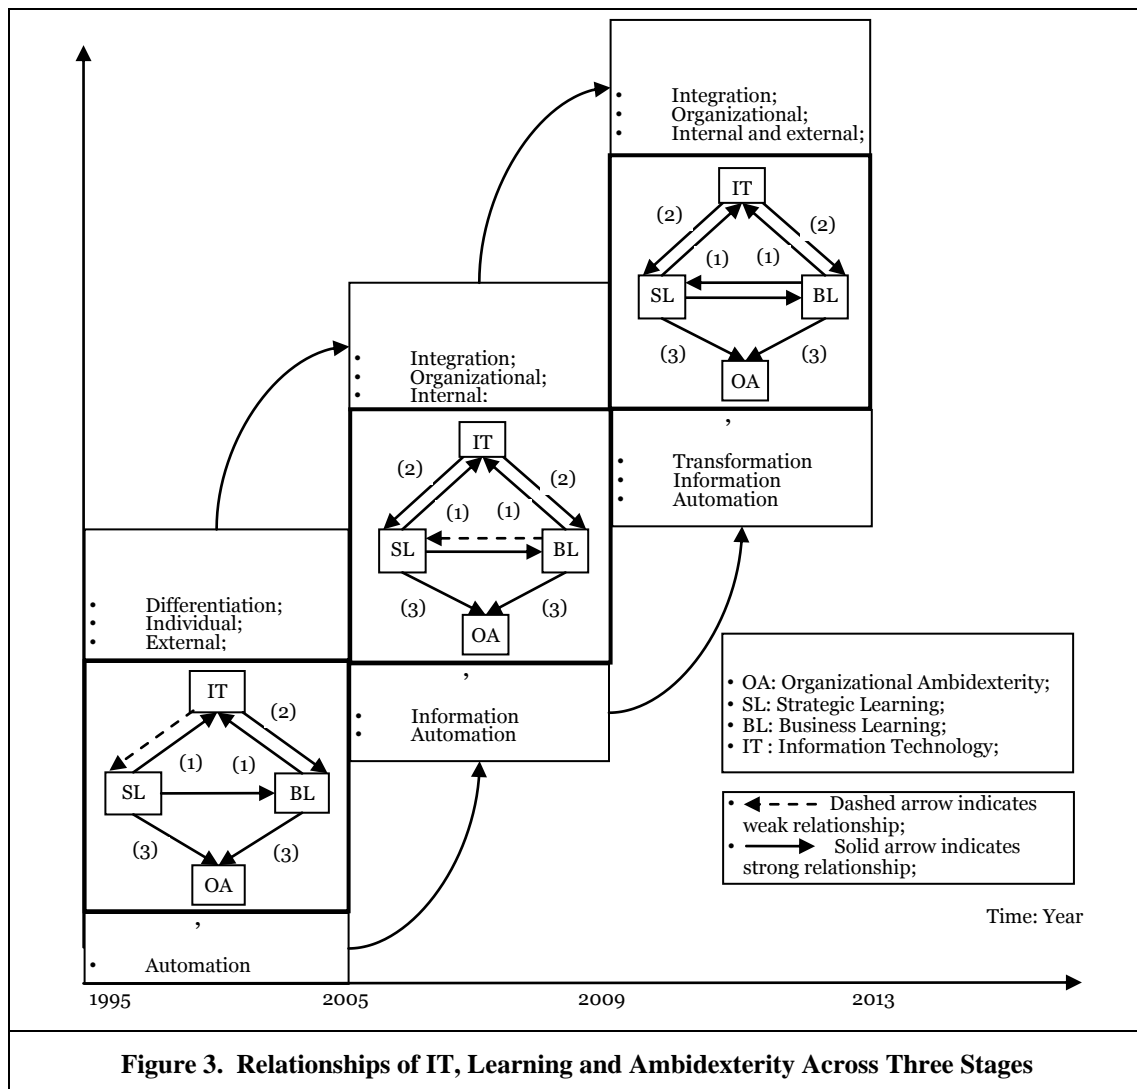 • Integration;
• Organizational;
• Internal and external;
IT
(2)
(2)
(1)
(1)
SL
BL
(3)
(3)
OA
,
• Transformation
• Information
• Automation
• Integration;
• Organizational;
• Internal:
IT
(2)
(2)
(1)
(1)
SL
BL
(3)
(3)
OA
,
• Information
• Automation
• Differentiation;
• Individual;
• External;
IT
(2)
(1)
(1)
SL
BL
(3)
(3)
OA
,
• Automation
• OA: Organizational Ambidexterity;
• SL: Strategic Learning;
• BL: Business Learning;
• IT : Information Technology;
• Dashed arrow indicates
weak relationship;
• Solid arrow indicates
strong relationship;
Time: Year
1995
2005
2009
2013
Figure 3. Relationships of IT, Learning and Ambidexterity Across Three Stages